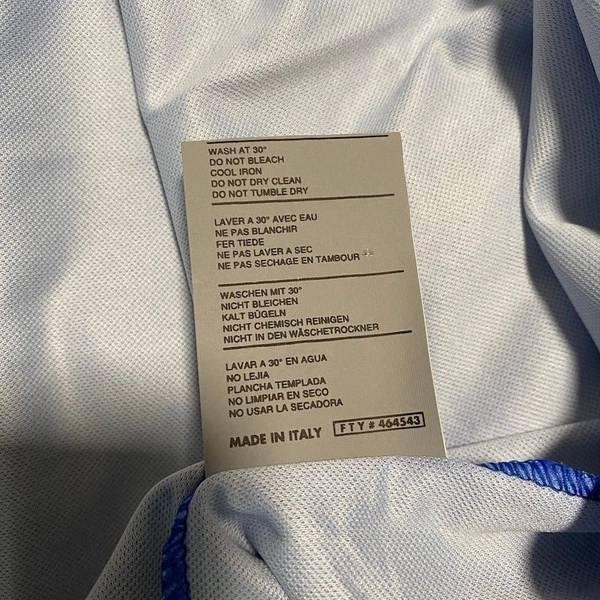 WASH AT 30°
DO NOT BLEACH
COOL IRON
DO NOT DRY CLEAN
DO NOT TUMBLE DRY
LAVER A 30° AVEC EAU
NE PAS BLANCHIR
FER TIEDE
NE PAS LAVER A SEC
NE PAS SECHAGE EN TAMBOUR
WASCHEN MIT 30°
NICHT BLEICHEN
KALT BÜGELN
NICHT CHEMISCH REINIGEN
NICHT IN DEN WÄSCHETROCKNER
LAVAR A 30° EN AGUA
NO LEJIA
PLANCHA TEMPLADA
NO LIMPIAR EN SECO
NO USAR LA SECADORA
MADE IN ITALY FTY # 464543